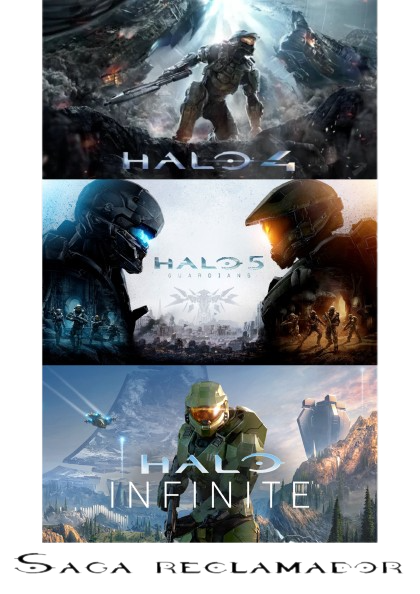 HALO 4
HALO 5
GUARDIANS
HALO
INFINITE
SAGA RECLAMADOR